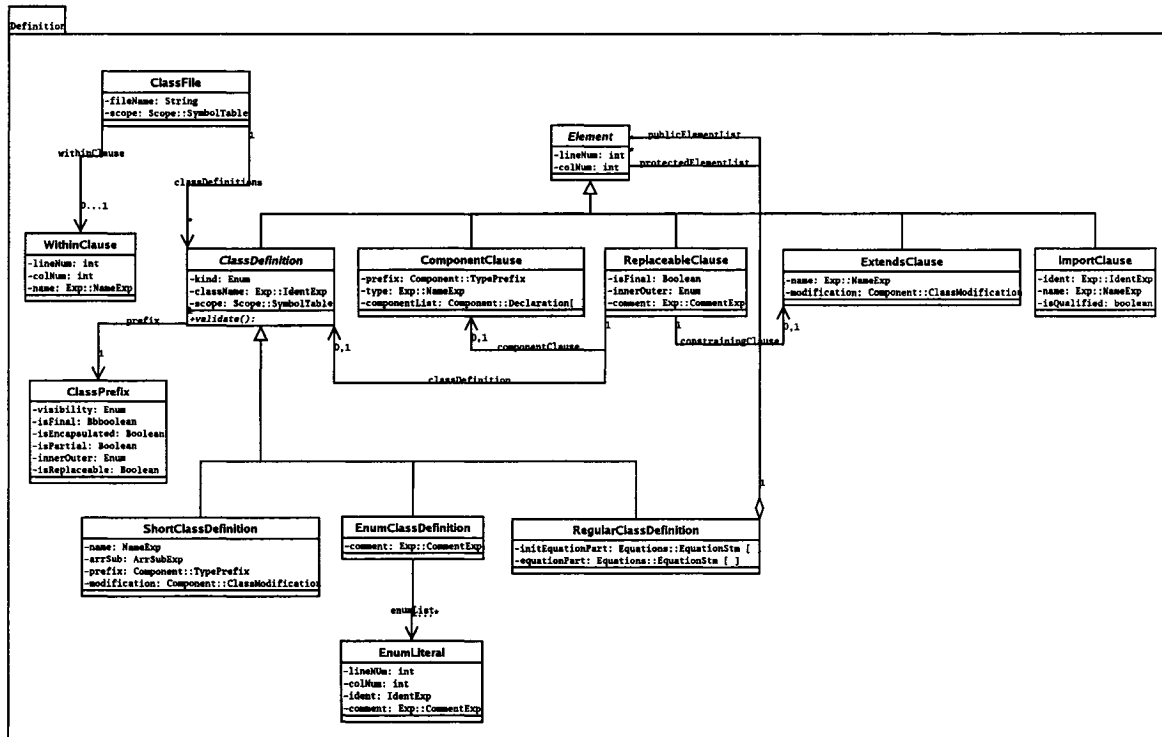 Definition
ClassFile
-fileName: String
-scope: Scope::SymbolTable
1
withinClause
classDefinitions
0...1
*
Element
-lineNum: int
-colNum: int
publicElementList
*
protectedElementList
WithinClause
-lineNum: int
-colNum: int
-name: Exp::NameExp
ClassDefinition
-kind: Enum
-className: Exp::IdentExp
-scope: Scope::SymbolTable
+validate():
ComponentClause
-prefix: Component::TypePrefix
-type: Exp::NameExp
-componentList: Component::Declaration[
ReplaceableClause
-isFinal: Boolean
-innerOuter: Enum
-comment: Exp::CommentExp
ExtendsClause
-name: Exp::NameExp
-modification: Component::ClassModification
ImportClause
-ident: Exp::IdentExp
-name: Exp::NameExp
-isQualified: boolean
prefix
1
0,1
0,1
componentClause
1
1
constrainingClause
0,1
classDefinition
ClassPrefix
-visibility: Enum
-isFinal: Bbboolean
-isEncapsulated: Boolean
-isPartial: Boolean
-innerOuter: Enum
-isReplaceable: Boolean
1
ShortClassDefinition
-name: NameExp
-arrSub: ArrSubExp
-prefix: Component::TypePrefix
-modification: Component::ClassModification
EnumClassDefinition
-comment: Exp::CommentExp
RegularClassDefinition
-initEquationPart: Equations::EquationStm [
-equationPart: Equations::EquationStm [ ]
enumList
EnumLiteral
-lineNUm: int
-colNum: int
-ident: IdentExp
-comment: Exp::CommentExp